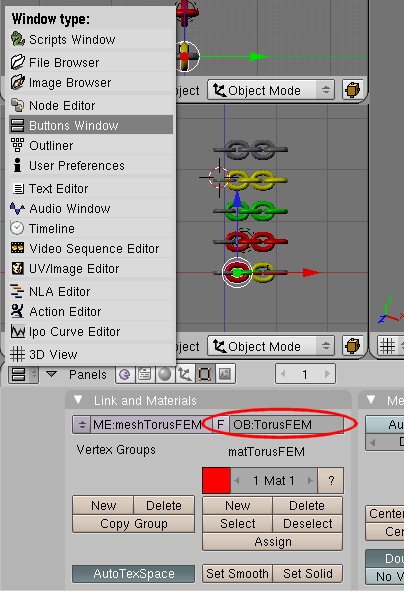 Window type:
Scripts Window
File Browser
Image Browser
Node Editor
Buttons Window
Outliner
User Preferences
Text Editor
Audio Window
Timeline
Video Sequence Editor
UV/Image Editor
NLA Editor
Action Editor
Ipo Curve Editor
3D View
ject Object Mode
ject Object Mode
z x
Panels 1
Link and Materials
Me
ME:meshTorusFEM F OB:TorusFEM
Au
Vertex Groups matTorusFEM
D
1 Mat 1 ?
New Delete New Delete
Copy Group Select Deselect
Assign
Center
Cen
AutoTexSpace Set Smooth Set Solid
Dou
No V